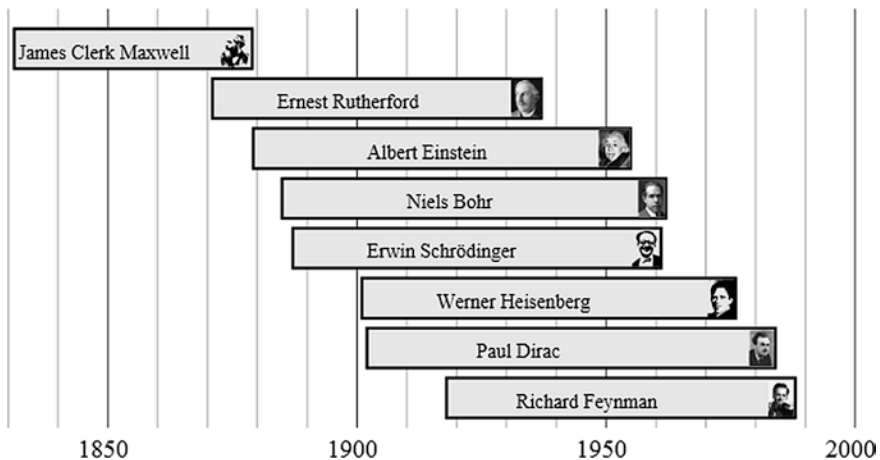 James Clerk Maxwell
Ernest Rutherford
Albert Einstein
Niels Bohr
Erwin Schrödinger
Werner Heisenberg
Paul Dirac
Richard Feynman
1850 1900 1950 2000